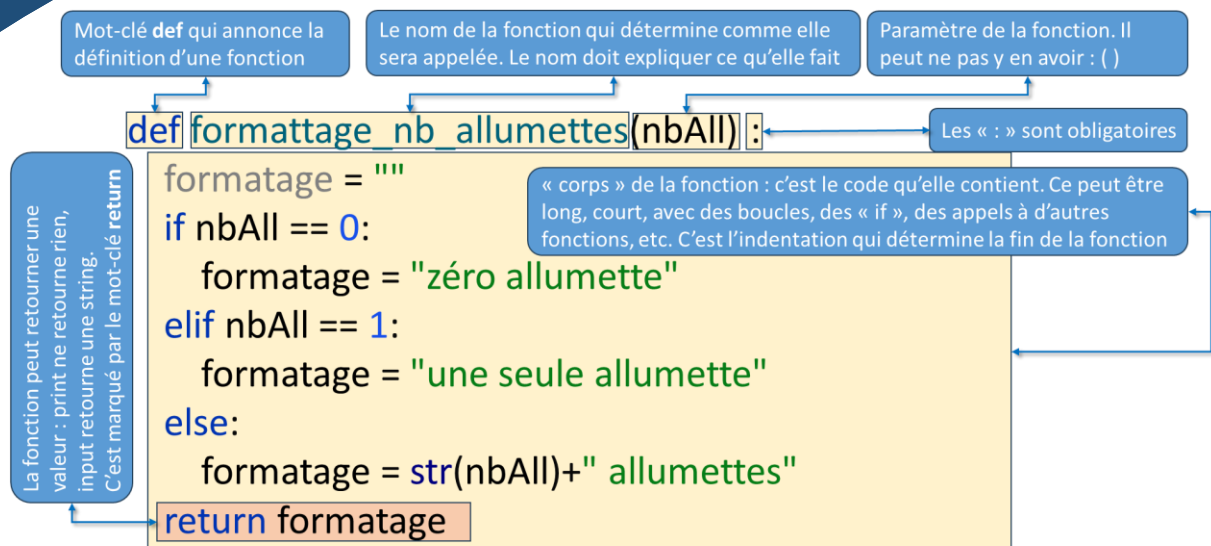 Mot-clé def qui annonce la
définition d'une fonction
Le nom de la fonction qui détermine comme elle
sera appelée. Le nom doit expliquer ce qu'elle fait
Paramètre de la fonction. Il
peut ne pas y en avoir : ( )
def formattage_nb_allumettes(nbAll) :
Les « : » sont obligatoires
formatage = ""
« corps » de la fonction : c'est le code qu'elle contient. Ce peut être
long, court, avec des boucles, des « if », des appels à d'autres
fonctions, etc. C'est l'indentation qui détermine la fin de la fonction
if nbAll == 0:
formatage = "zéro allumette"
elif nbAll == 1:
formatage = "une seule allumette"
else:
formatage = str(nbAll)+" allumettes"
return formatage
La fonction peut retourner une
valeur : print ne retourne rien,
input retourne une string.
C'est marqué par le mot-clé return